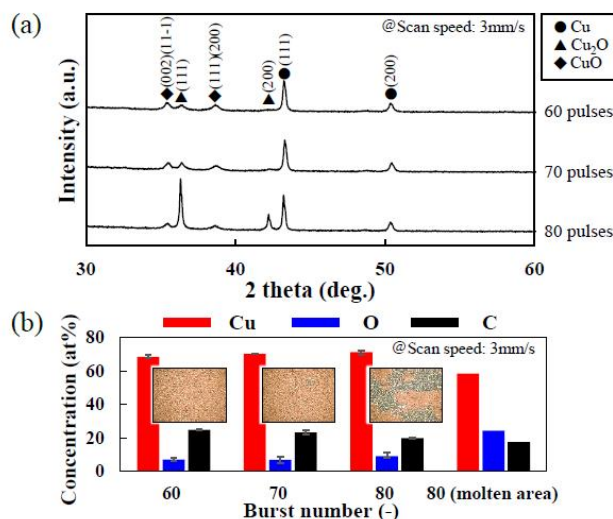 (a)
@Scan speed: 3mm/s
Cu
Cu₂O
CuO
(002)(11-1)
(111)
(111)(200)
(200)
(111)
(200)
60 pulses
70 pulses
80 pulses
Intensity (a.u.)
30 40 50 60
2 theta (deg.)
(b)
Cu O C
@Scan speed: 3mm/s
Concentration (at%)
80
60
40
20
0
60 70 80 80 (molten area)
Burst number (-)